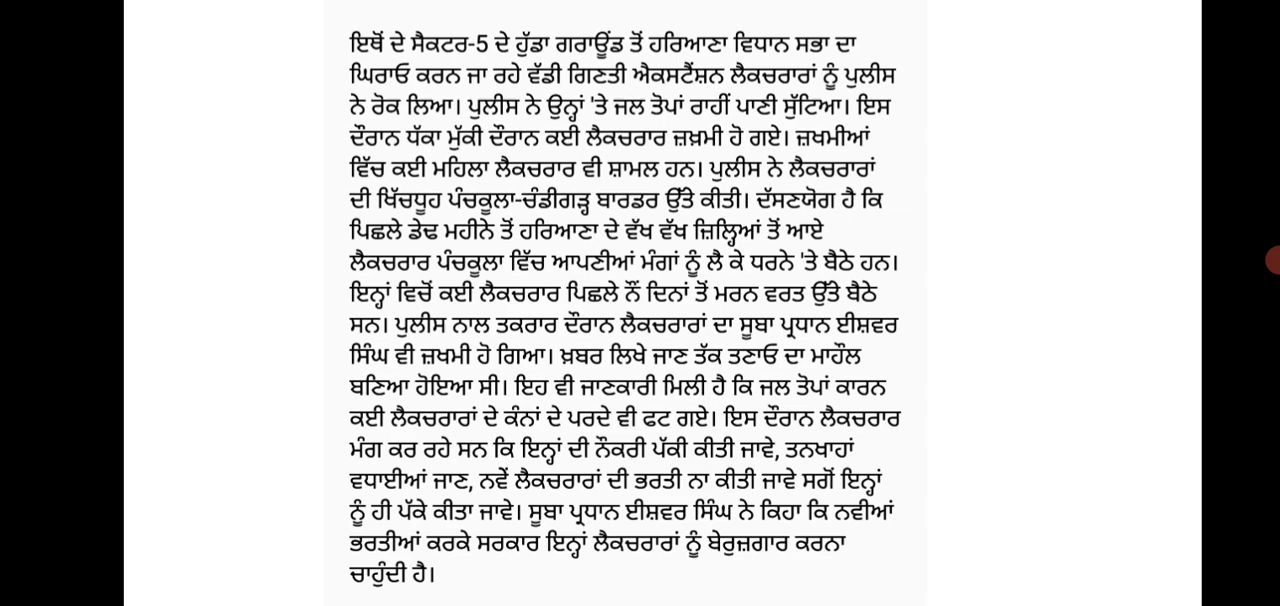 ਇਥੋਂ ਦੇ ਸੈਕਟਰ-5 ਦੇ ਹੁੱਡਾ ਗਰਾਊਂਡ ਤੋਂ ਹਰਿਆਣਾ ਵਿਧਾਨ ਸਭਾ ਦਾ
ਘਿਰਾਓ ਕਰਨ ਜਾ ਰਹੇ ਵੱਡੀ ਗਿਣਤੀ ਐਕਸਟੈਂਸ਼ਨ ਲੈਕਚਰਾਰਾਂ ਨੂੰ ਪੁਲੀਸ
ਨੇ ਰੋਕ ਲਿਆ। ਪੁਲੀਸ ਨੇ ਉਨ੍ਹਾਂ 'ਤੇ ਜਲ ਤੋਪਾਂ ਰਾਹੀਂ ਪਾਣੀ ਸੁੱਟਿਆ। ਇਸ
ਦੌਰਾਨ ਧੱਕਾ ਮੁੱਕੀ ਦੌਰਾਨ ਕਈ ਲੈਕਚਰਾਰ ਜ਼ਖ਼ਮੀ ਹੋ ਗਏ। ਜ਼ਖਮੀਆਂ
ਵਿੱਚ ਕਈ ਮਹਿਲਾ ਲੈਕਚਰਾਰ ਵੀ ਸ਼ਾਮਲ ਹਨ। ਪੁਲੀਸ ਨੇ ਲੈਕਚਰਾਰਾਂ
ਦੀ ਖਿੱਚਧੂਹ ਪੰਚਕੂਲਾ-ਚੰਡੀਗੜ੍ਹ ਬਾਰਡਰ ਉੱਤੇ ਕੀਤੀ। ਦੱਸਣਯੋਗ ਹੈ ਕਿ
ਪਿਛਲੇ ਡੇਢ ਮਹੀਨੇ ਤੋਂ ਹਰਿਆਣਾ ਦੇ ਵੱਖ ਵੱਖ ਜ਼ਿਲ੍ਹਿਆਂ ਤੋਂ ਆਏ
ਲੈਕਚਰਾਰ ਪੰਚਕੂਲਾ ਵਿੱਚ ਆਪਣੀਆਂ ਮੰਗਾਂ ਨੂੰ ਲੈ ਕੇ ਧਰਨੇ 'ਤੇ ਬੈਠੇ ਹਨ।
ਇਨ੍ਹਾਂ ਵਿਚੋਂ ਕਈ ਲੈਕਚਰਾਰ ਪਿਛਲੇ ਨੌਂ ਦਿਨਾਂ ਤੋਂ ਮਰਨ ਵਰਤ ਉੱਤੇ ਬੈਠੇ
ਸਨ। ਪੁਲੀਸ ਨਾਲ ਤਕਰਾਰ ਦੌਰਾਨ ਲੈਕਚਰਾਰਾਂ ਦਾ ਸੂਬਾ ਪ੍ਰਧਾਨ ਈਸ਼ਵਰ
ਸਿੰਘ ਵੀ ਜ਼ਖਮੀ ਹੋ ਗਿਆ। ਖ਼ਬਰ ਲਿਖੇ ਜਾਣ ਤੱਕ ਤਣਾਓ ਦਾ ਮਾਹੌਲ
ਬਣਿਆ ਹੋਇਆ ਸੀ। ਇਹ ਵੀ ਜਾਣਕਾਰੀ ਮਿਲੀ ਹੈ ਕਿ ਜਲ ਤੋਪਾਂ ਕਾਰਨ
ਕਈ ਲੈਕਚਰਾਰਾਂ ਦੇ ਕੰਨਾਂ ਦੇ ਪਰਦੇ ਵੀ ਫਟ ਗਏ। ਇਸ ਦੌਰਾਨ ਲੈਕਚਰਾਰ
ਮੰਗ ਕਰ ਰਹੇ ਸਨ ਕਿ ਇਨ੍ਹਾਂ ਦੀ ਨੌਕਰੀ ਪੱਕੀ ਕੀਤੀ ਜਾਵੇ, ਤਨਖਾਹਾਂ
ਵਧਾਈਆਂ ਜਾਣ, ਨਵੇਂ ਲੈਕਚਰਾਰਾਂ ਦੀ ਭਰਤੀ ਨਾ ਕੀਤੀ ਜਾਵੇ ਸਗੋਂ ਇਨ੍ਹਾਂ
ਨੂੰ ਹੀ ਪੱਕੇ ਕੀਤਾ ਜਾਵੇ। ਸੂਬਾ ਪ੍ਰਧਾਨ ਈਸ਼ਵਰ ਸਿੰਘ ਨੇ ਕਿਹਾ ਕਿ ਨਵੀਆਂ
ਭਰਤੀਆਂ ਕਰਕੇ ਸਰਕਾਰ ਇਨ੍ਹਾਂ ਲੈਕਚਰਾਰਾਂ ਨੂੰ ਬੇਰੁਜ਼ਗਾਰ ਕਰਨਾ
ਚਾਹੁੰਦੀ ਹੈ।